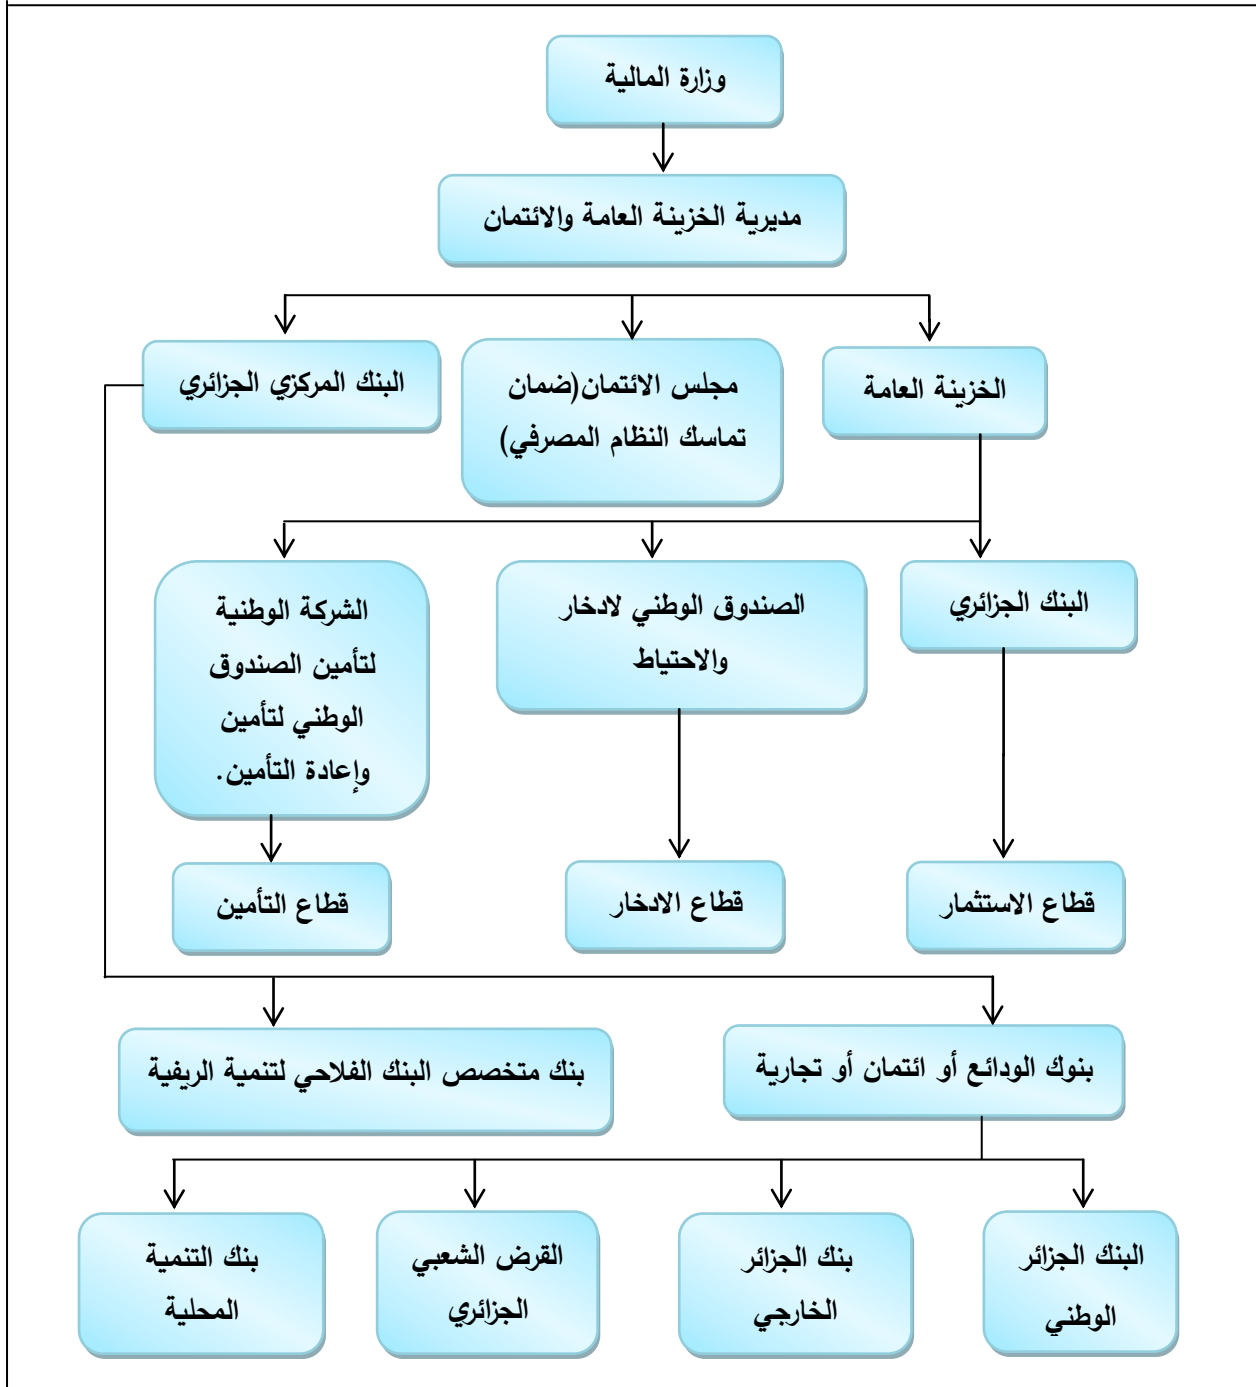 وزارة المالية
مديرية الخزينة العامة والائتمان
الخزينة العامة
مجلس الائتمان(ضمان
تماسك النظام المصرفي)
البنك المركزي الجزائري
البنك الجزائري
الصندوق الوطني لادخار
والاحتياط
الشركة الوطنية
لتأمين الصندوق
الوطني لتأمين
وإعادة التأمين.
قطاع الاستثمار
قطاع الادخار
قطاع التأمين
بنوك الودائع أو ائتمان أو تجارية
بنك متخصص البنك الفلاحي لتنمية الريفية
البنك الجزائر
الوطني
بنك الجزائر
الخارجي
القرض الشعبي
الجزائري
بنك التنمية
المحلية